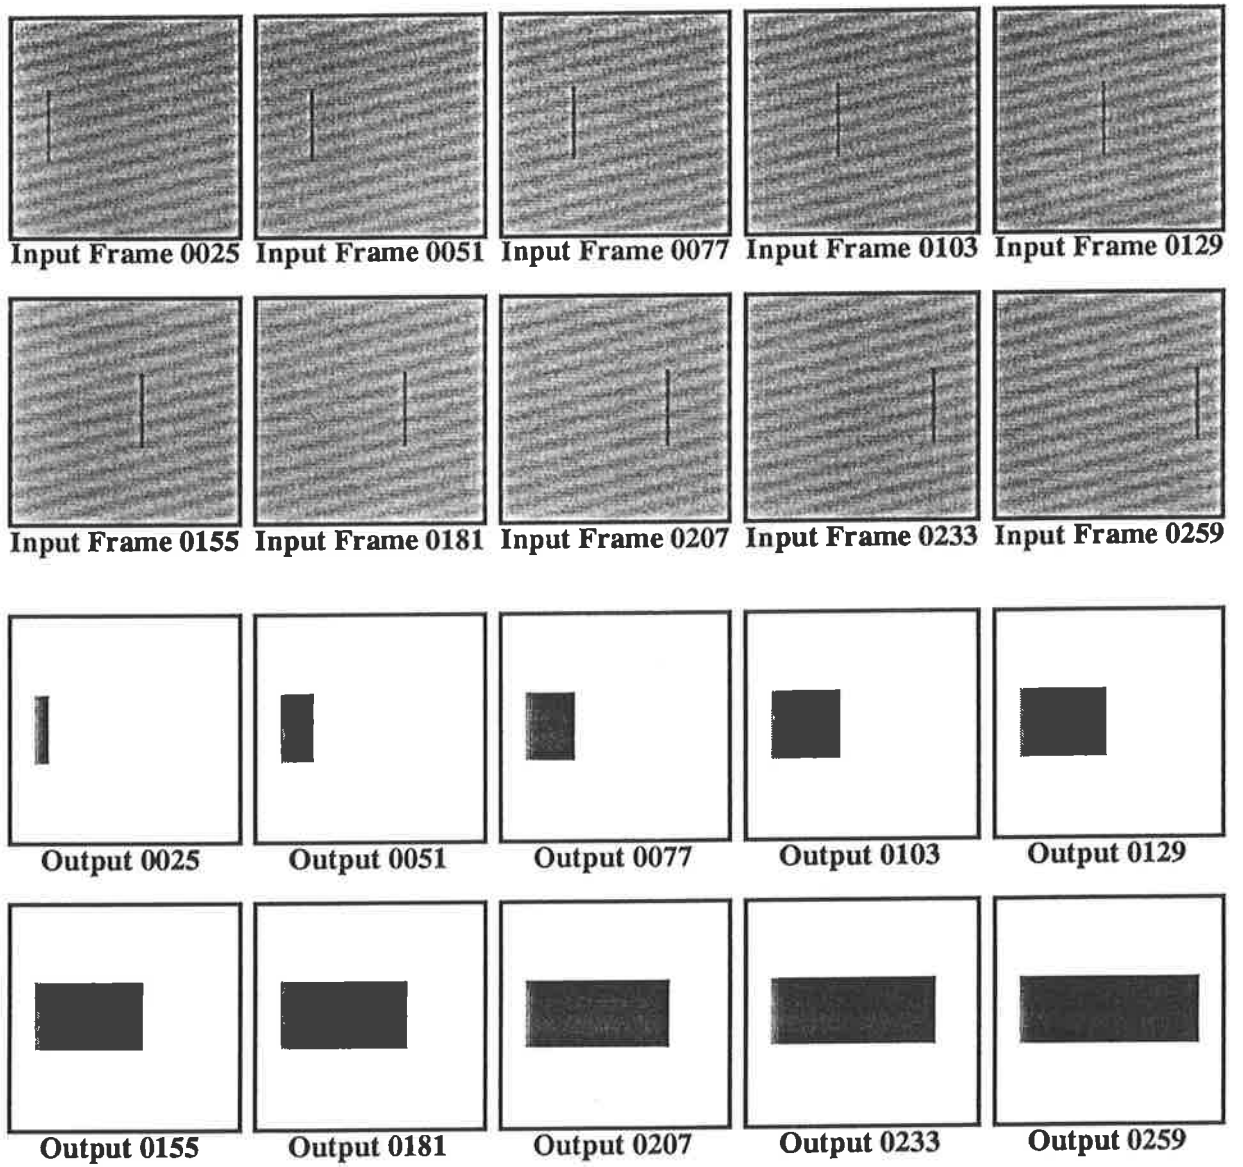 Input Frame 0025 Input Frame 0051 Input Frame 0077 Input Frame 0103 Input Frame 0129
Input Frame 0155 Input Frame 0181 Input Frame 0207 Input Frame 0233 Input Frame 0259
Output 0025 Output 0051 Output 0077 Output 0103 Output 0129
Output 0155 Output 0181 Output 0207 Output 0233 Output 0259